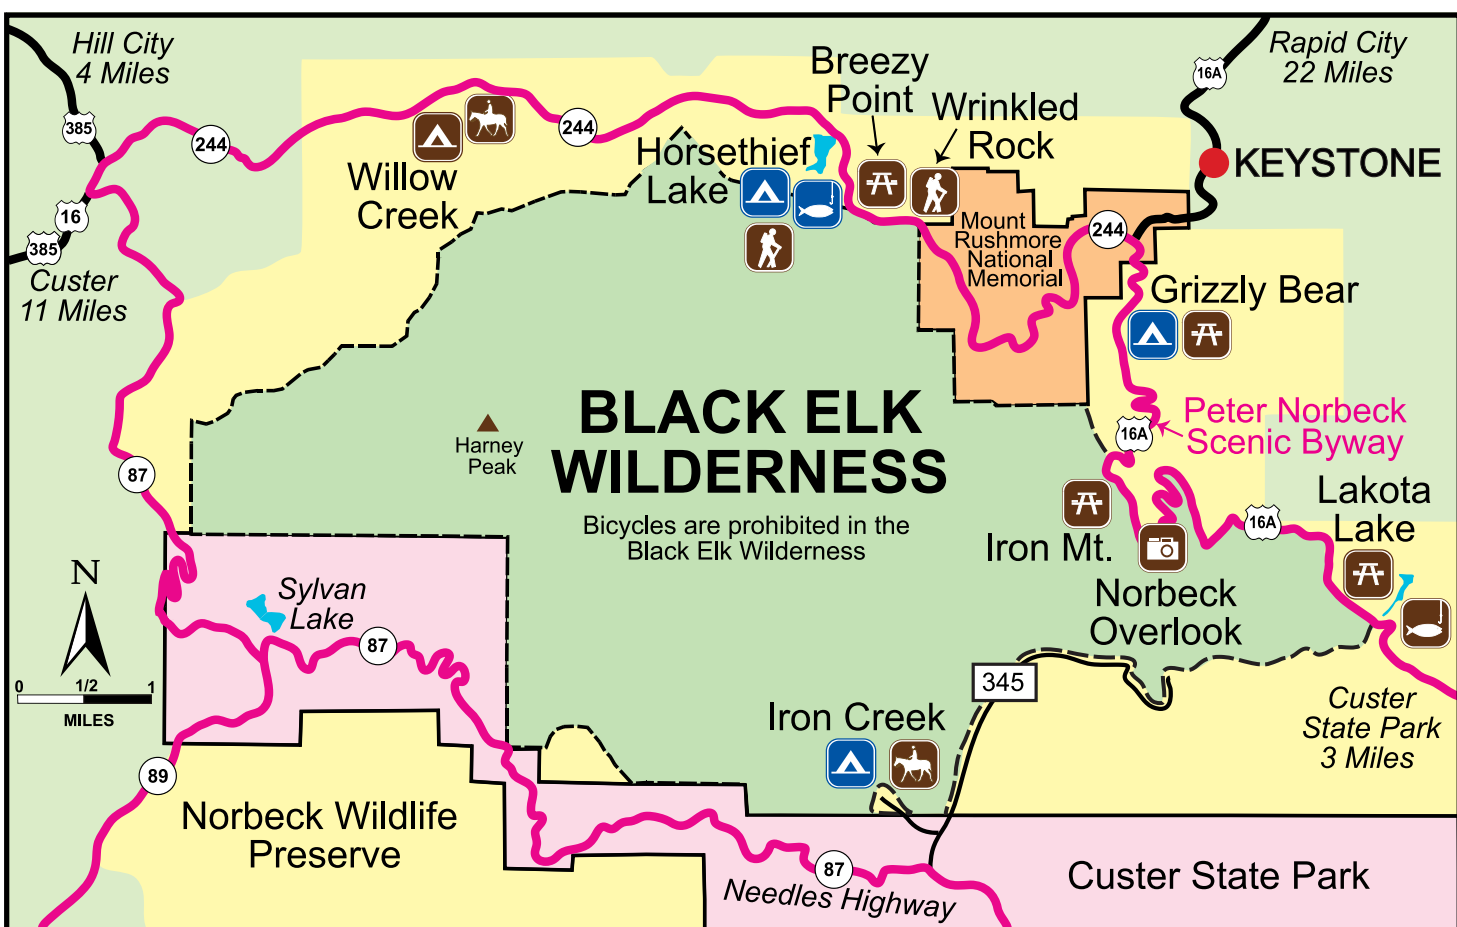 Hill City
4 Miles
385
244
16
385
Custer
11 Miles
Willow
Creek
244
Horsethief
Lake
Breezy
Point
Wrinkled
Rock
Rapid City
22 Miles
16A
KEYSTONE
Mount
Rushmore
National
Memorial
244
Grizzly Bear
Peter Norbeck
Scenic Byway
16A
BLACK ELK
WILDERNESS
Bicycles are prohibited in the
Black Elk Wilderness
Harney
Peak
87
Iron Mt.
Norbeck
Overlook
16A
Lakota
Lake
N
0 1/2 1
MILES
Sylvan
Lake
87
345
Iron Creek
Custer
State Park
3 Miles
89
Norbeck Wildlife
Preserve
87
Needles Highway
Custer State Park